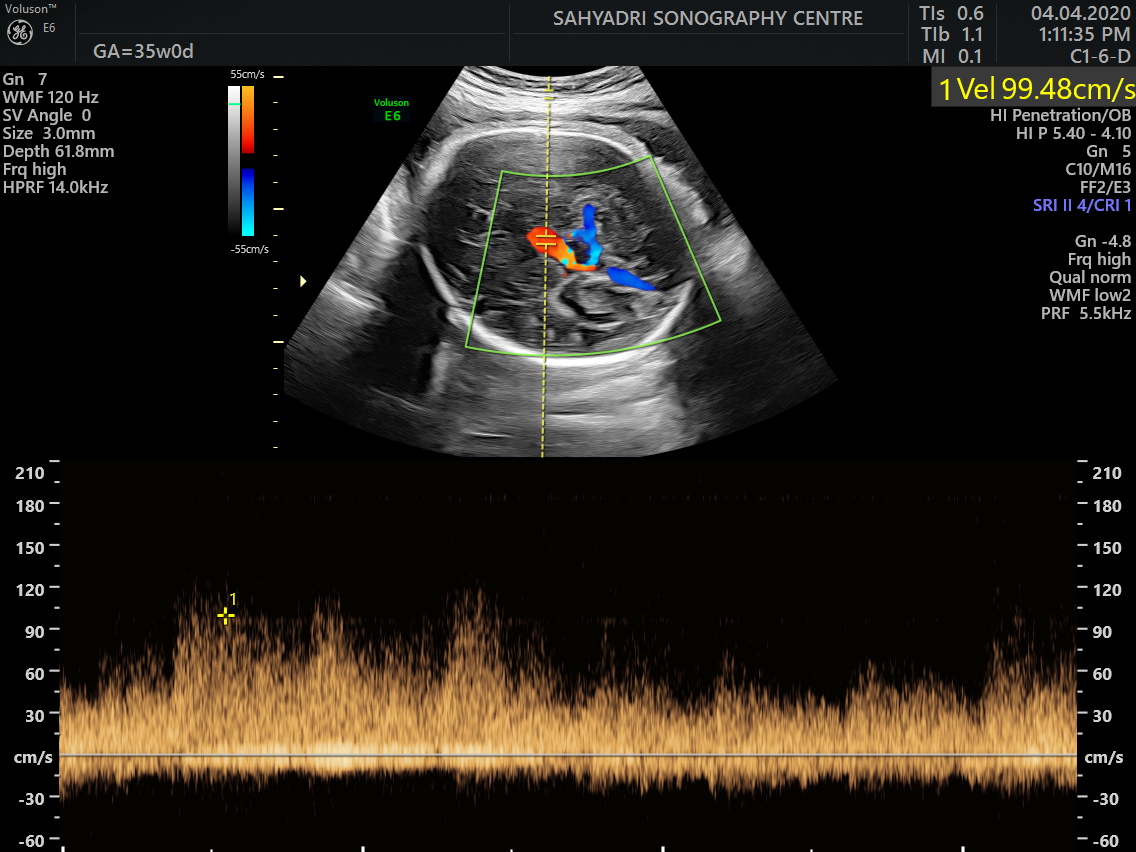 Voluson™
E6
GA=35w0d
SAHYADRI SONOGRAPHY CENTRE
TIs 0.6
TIb 1.1
MI 0.1
04.04.2020
1:11:35 PM
C1-6-D
Gn 7
WMF 120 Hz
SV Angle 0
Size 3.0mm
Depth 61.8mm
Frq high
HPRF 14.0kHz
55cm/s
-55cm/s
Voluson
E6
1 Vel 99.48cm/s
HI Penetration/OB
HI P 5.40 - 4.10
Gn 5
C10/M16
FF2/E3
SRI II 4/CRI 1
Gn -4.8
Frq high
Qual norm
WMF low2
PRF 5.5kHz
210
180
150
120
90
60
30
cm/s
-30
-60
1
210
180
150
120
90
60
30
cm/s
-30
-60